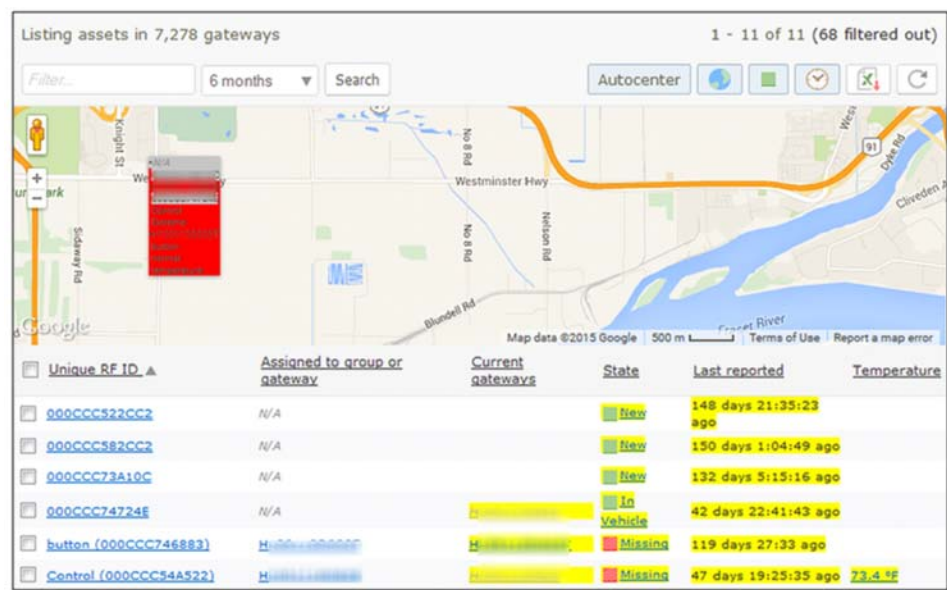 Listing assets in 7,278 gateways
1 - 11 of 11 (68 filtered out)
Filter...
6 months
Search
Autocenter
Knight St
No 8 Rd
91
Dyke Rd
N/A
Westminster Hwy
Cliveden
Sidaway Rd
No 8 Rd
Nelson Rd
Blundell Rd
Google
Fraser River
Map data ©2015 Google
500 m
Terms of Use
Report a map error
Unique RF ID
Assigned to group or gateway
Current gateways
State
Last reported
Temperature
000CCC522CC2 N/A New 148 days 21:35:23 ago
000CCC582CC2 N/A New 150 days 1:04:49 ago
000CCC73A10C N/A New 132 days 5:15:16 ago
000CCC74724E N/A In Vehicle 42 days 22:41:43 ago
button (000CCC746883) Missing 119 days 27:33 ago
Control (000CCC54A522) Missing 47 days 19:25:35 ago 73.4 °F